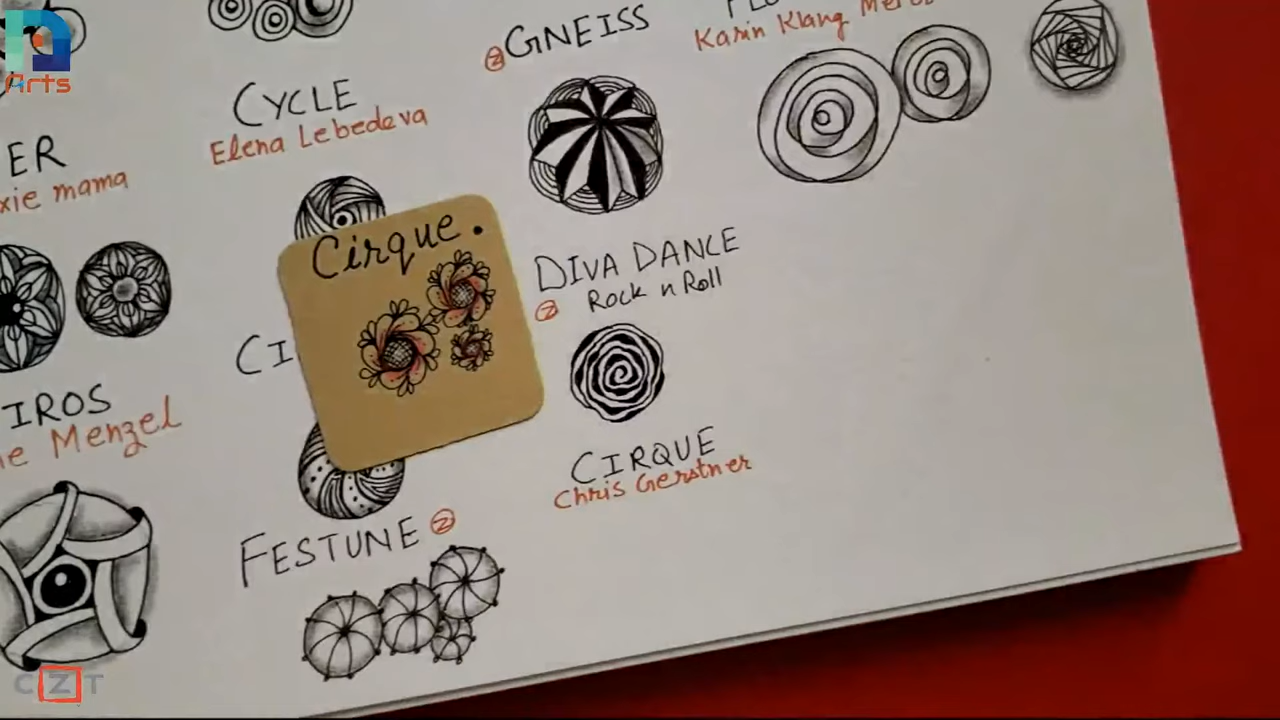 Arts
GNEISS
Karin Klang
CYCLE
Elena Lebedeva
ER
xie mama
Cirque.
DIVA DANCE
Rock n Roll
CI
IROS
ne Menzel
CIRQUE
Chris Gerstner
FESTUNE
CZT